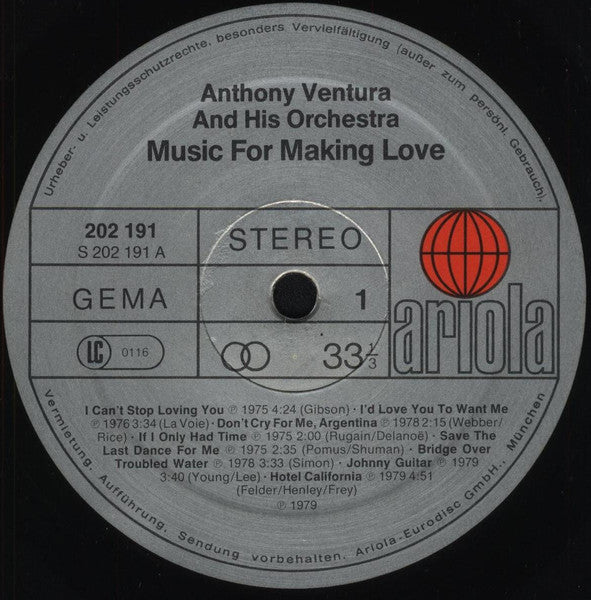 Urheber- u. Leistungsschutzrechte, besonders Vervielfältigung (außer zum persönl. Gebrauch),
Anthony Ventura
And His Orchestra
Music For Making Love
202 191
S 202 191 A
STEREO
GEMA
1
LC 0116
33 1/3
ariola
I Can't Stop Loving You ℗ 1975 4:24 (Gibson) · I'd Love You To Want Me
℗ 1976 3:34 (La Voie) · Don't Cry For Me, Argentina ℗ 1978 2:15 (Webber/
Rice) · If I Only Had Time ℗ 1975 2:00 (Rugain/Delanoë) · Save The
Last Dance For Me ℗ 1975 2:35 (Pomus/Shuman) · Bridge Over
Troubled Water ℗ 1978 3:33 (Simon) · Johnny Guitar ℗ 1979
3:40 (Young/Lee) · Hotel California ℗ 1979 4:51
(Felder/Henley/Frey)
℗ 1979
Vermietung, Aufführung, Sendung vorbehalten. Ariola-Eurodisc GmbH., München